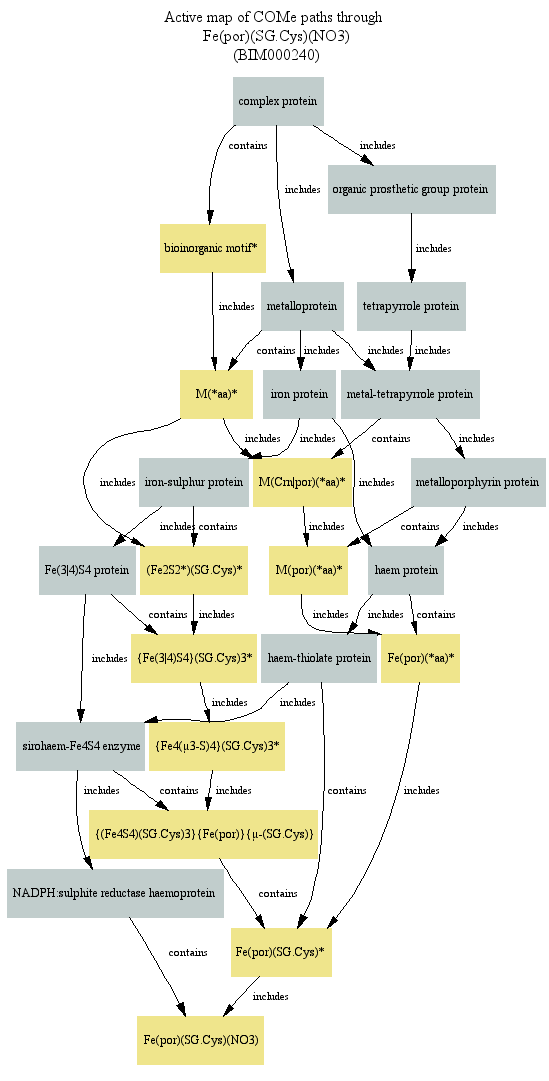 Active map of COMe paths through
Fe(por)(SG.Cys)(NO3)
(BIM000240)
complex protein
contains
includes
includes
organic prosthetic group protein
bioinorganic motif*
includes
includes
metalloprotein
tetrapyrrole protein
contains
includes
includes
includes
M(*aa)*
iron protein
metal-tetrapyrrole protein
includes
includes
contains
includes
iron-sulphur protein
M(Crn|por)(*aa)*
metalloporphyrin protein
includes
includes
includes
contains
includes
contains
includes
Fe(3|4)S4 protein
(Fe2S2*)(SG.Cys)*
M(por)(*aa)*
haem protein
contains
includes
includes
includes
contains
includes
{Fe(3|4)S4}(SG.Cys)3*
haem-thiolate protein
Fe(por)(*aa)*
includes
includes
sirohaem-Fe4S4 enzyme
{Fe4(μ3-S)4}(SG.Cys)3*
includes
contains
includes
contains
includes
{(Fe4S4)(SG.Cys)3}{Fe(por)}{μ-(SG.Cys)}
NADPH:sulphite reductase haemoprotein
contains
contains
Fe(por)(SG.Cys)*
includes
Fe(por)(SG.Cys)(NO3)